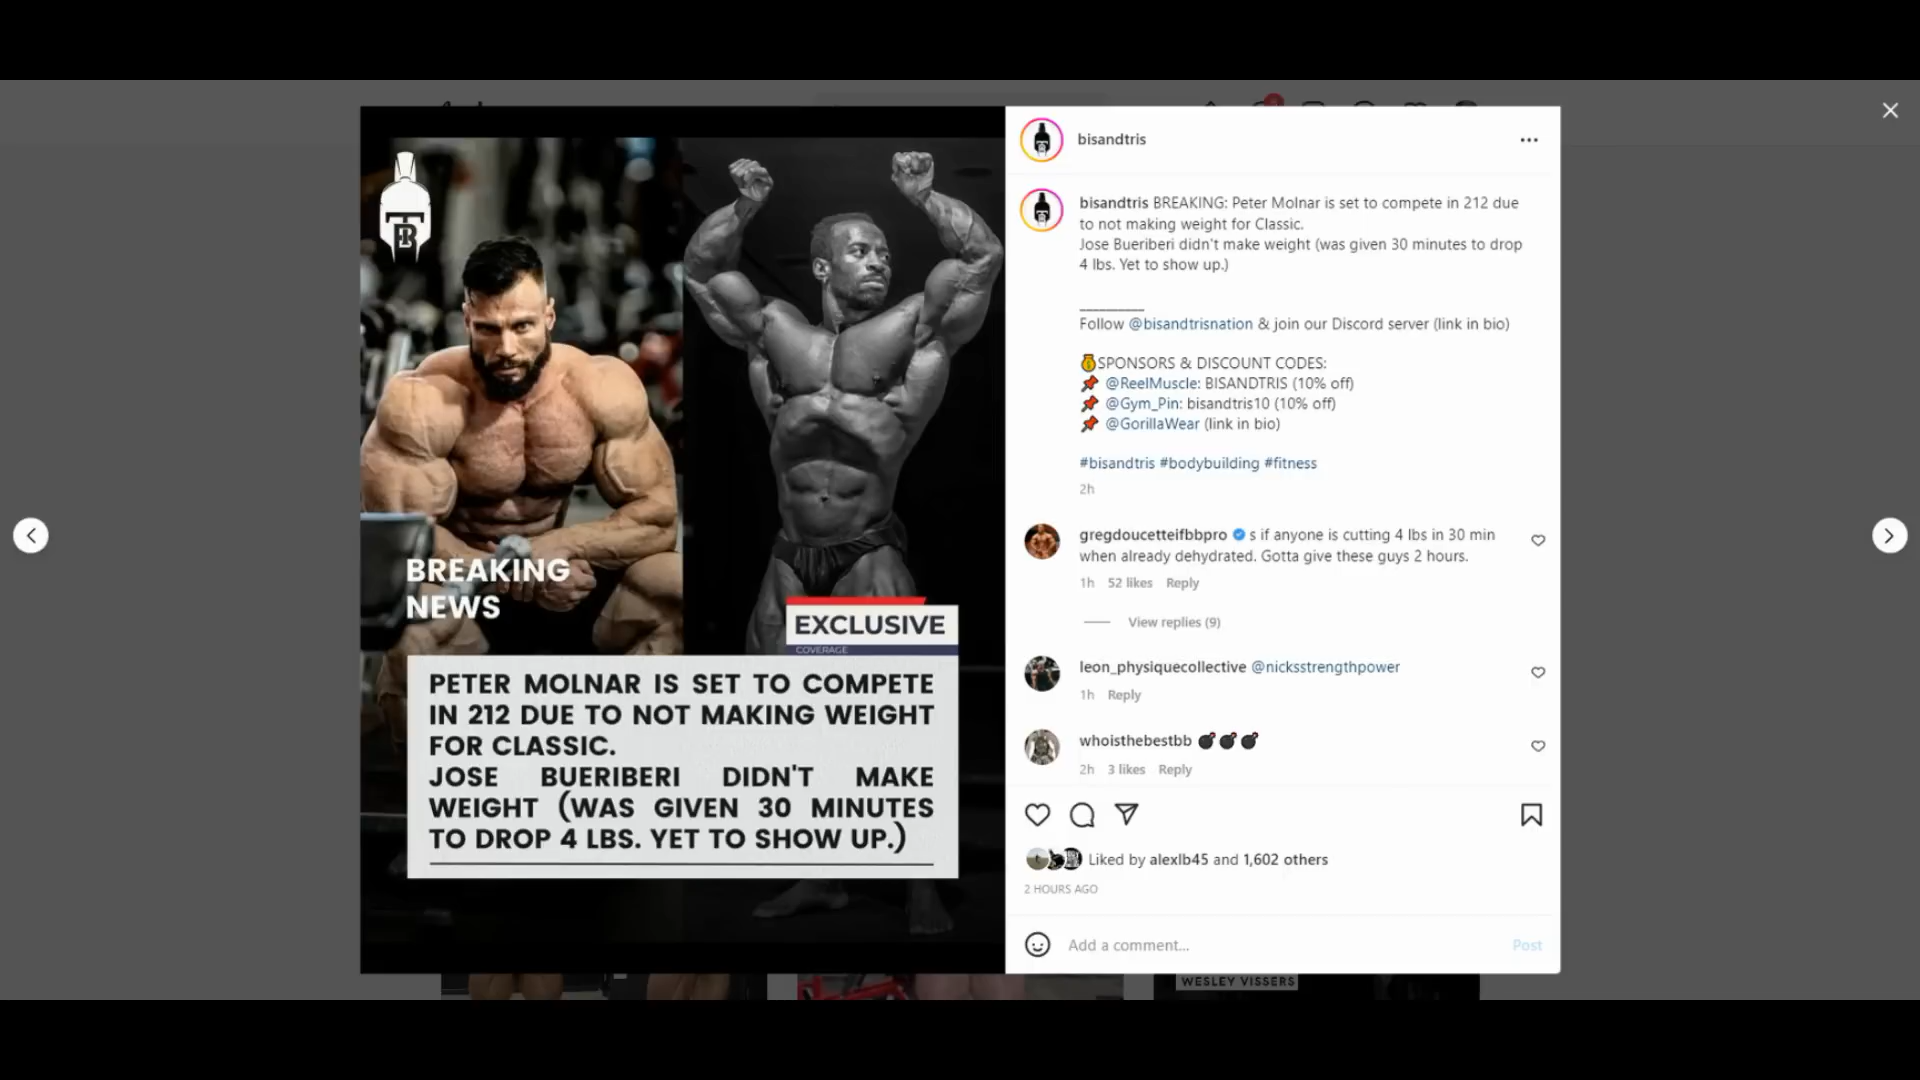 BREAKING
NEWS
EXCLUSIVE
COVERAGE
PETER MOLNAR IS SET TO COMPETE
IN 212 DUE TO NOT MAKING WEIGHT
FOR CLASSIC.
JOSE BUERIBERI DIDN'T MAKE
WEIGHT (WAS GIVEN 30 MINUTES
TO DROP 4 LBS. YET TO SHOW UP.)
bisandtris
bisandtris BREAKING: Peter Molnar is set to compete in 212 due
to not making weight for Classic.
Jose Bueriberi didn't make weight (was given 30 minutes to drop
4 lbs. Yet to show up.)
__________
Follow @bisandtrisnation & join our Discord server (link in bio)
💰SPONSORS & DISCOUNT CODES:
📌 @ReelMuscle: BISANDTRIS (10% off)
📌 @Gym_Pin: bisandtris10 (10% off)
📌 @GorillaWear (link in bio)
#bisandtris #bodybuilding #fitness
2h
gregdoucetteifbbpro s if anyone is cutting 4 lbs in 30 min
when already dehydrated. Gotta give these guys 2 hours.
1h 52 likes Reply
View replies (9)
leon_physiquecollective @nicksstrengthpower
1h Reply
whoisthebestbb 💣💣💣
2h 3 likes Reply
Liked by alexlb45 and 1,602 others
2 HOURS AGO
Add a comment...
Post
WESLEY VISSERS